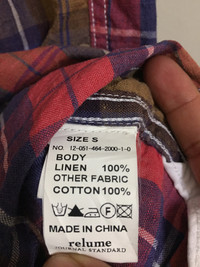 SIZE S
NO. 12-051-464-2000-1-0
BODY
LINEN 100%
OTHER FABRIC
COTTON 100%
MADE IN CHINA
relume
JOURNAL STANDARD